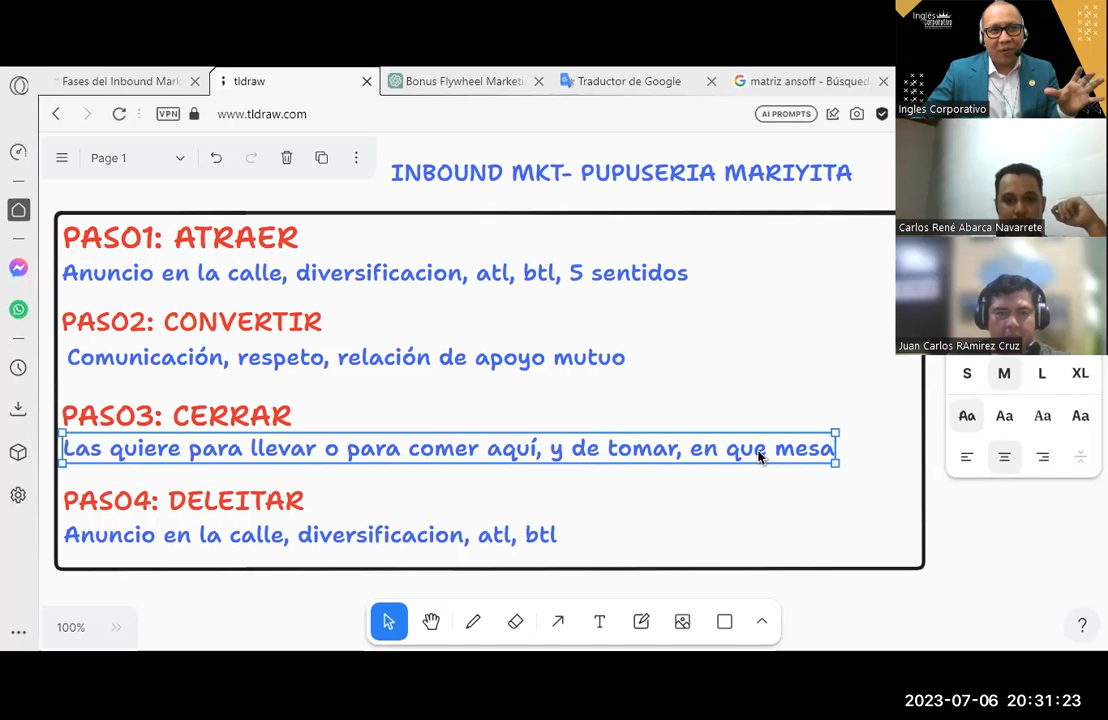 Fases del Inbound Mark
tldraw
Bonus Flywheel Market
Traductor de Google
matriz ansoff - Búsqued
VPN
www.tldraw.com
AI PROMPTS
Page 1
INBOUND MKT- PUPUSERIA MARIYITA
PASO1: ATRAER
Anuncio en la calle, diversificacion, atl, btl, 5 sentidos
PASO2: CONVERTIR
Comunicación, respeto, relación de apoyo mutuo
PASO3: CERRAR
Las quiere para llevar o para comer aquí, y de tomar, en que mesa
PASO4: DELEITAR
Anuncio en la calle, diversificacion, atl, btl
100%
Inglés
Corporativo
Ingles Corporativo
Carlos René Abarca Navarrete
Juan Carlos RAmirez Cruz
S M L XL
Aa Aa Aa Aa
?
2023-07-06 20:31:23